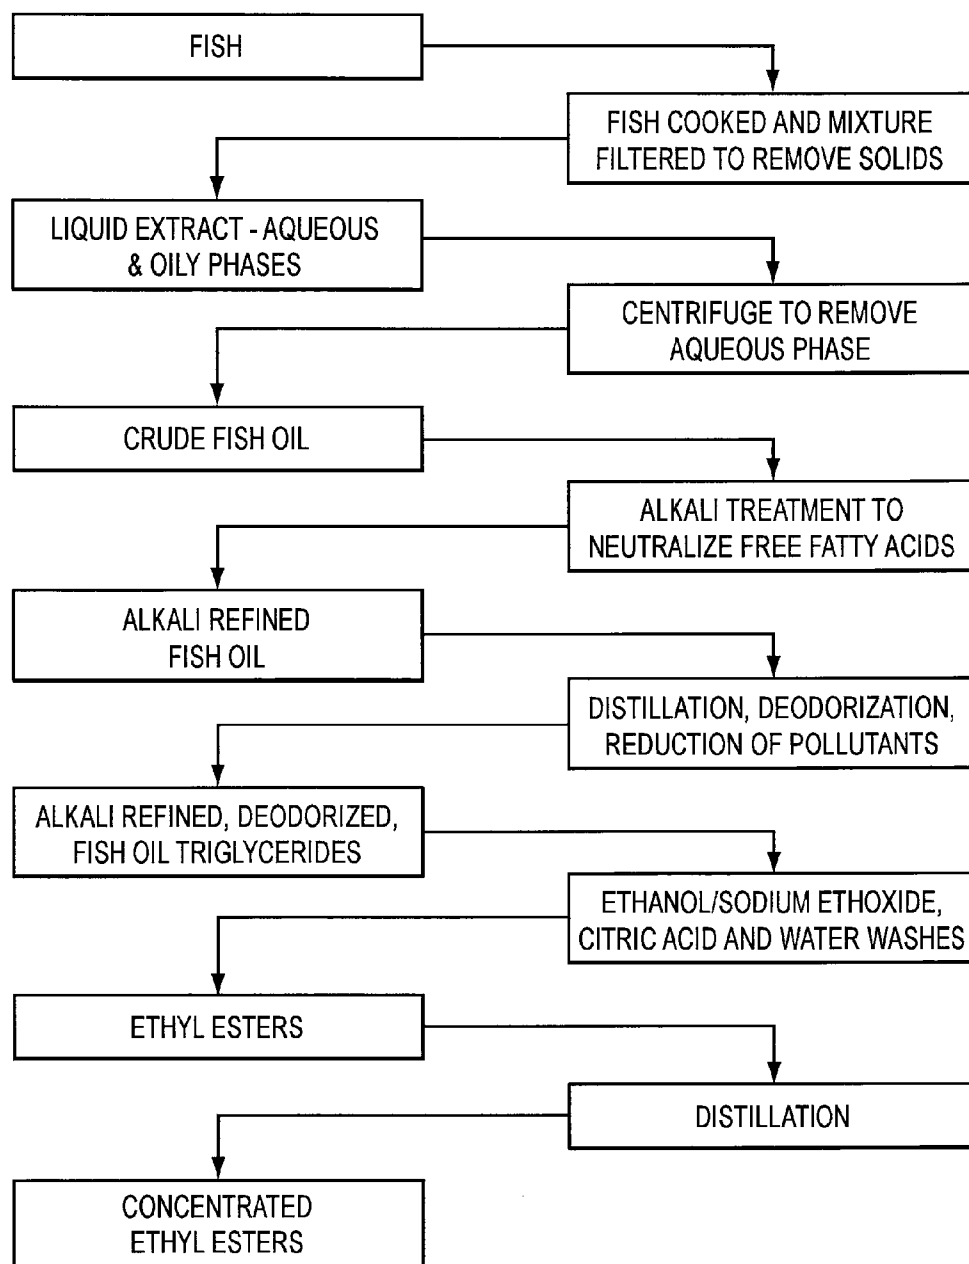 FISH
FISH COOKED AND MIXTURE
FILTERED TO REMOVE SOLIDS
LIQUID EXTRACT - AQUEOUS
& OILY PHASES
CENTRIFUGE TO REMOVE
AQUEOUS PHASE
CRUDE FISH OIL
ALKALI TREATMENT TO
NEUTRALIZE FREE FATTY ACIDS
ALKALI REFINED
FISH OIL
DISTILLATION, DEODORIZATION,
REDUCTION OF POLLUTANTS
ALKALI REFINED, DEODORIZED,
FISH OIL TRIGLYCERIDES
ETHANOL/SODIUM ETHOXIDE,
CITRIC ACID AND WATER WASHES
ETHYL ESTERS
DISTILLATION
CONCENTRATED
ETHYL ESTERS